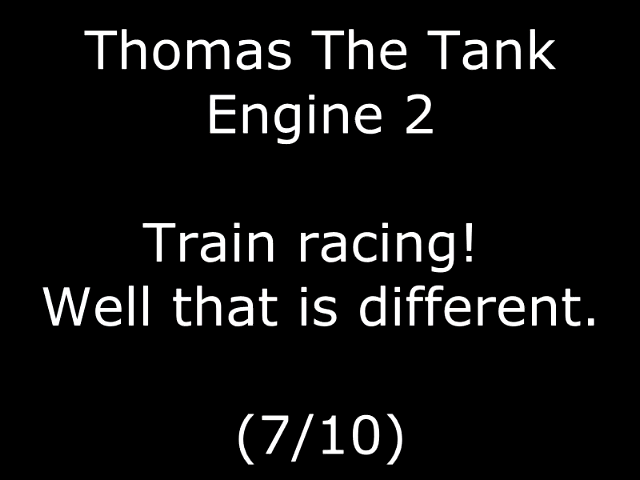 Thomas The Tank
Engine 2
Train racing!
Well that is different.
(7/10)